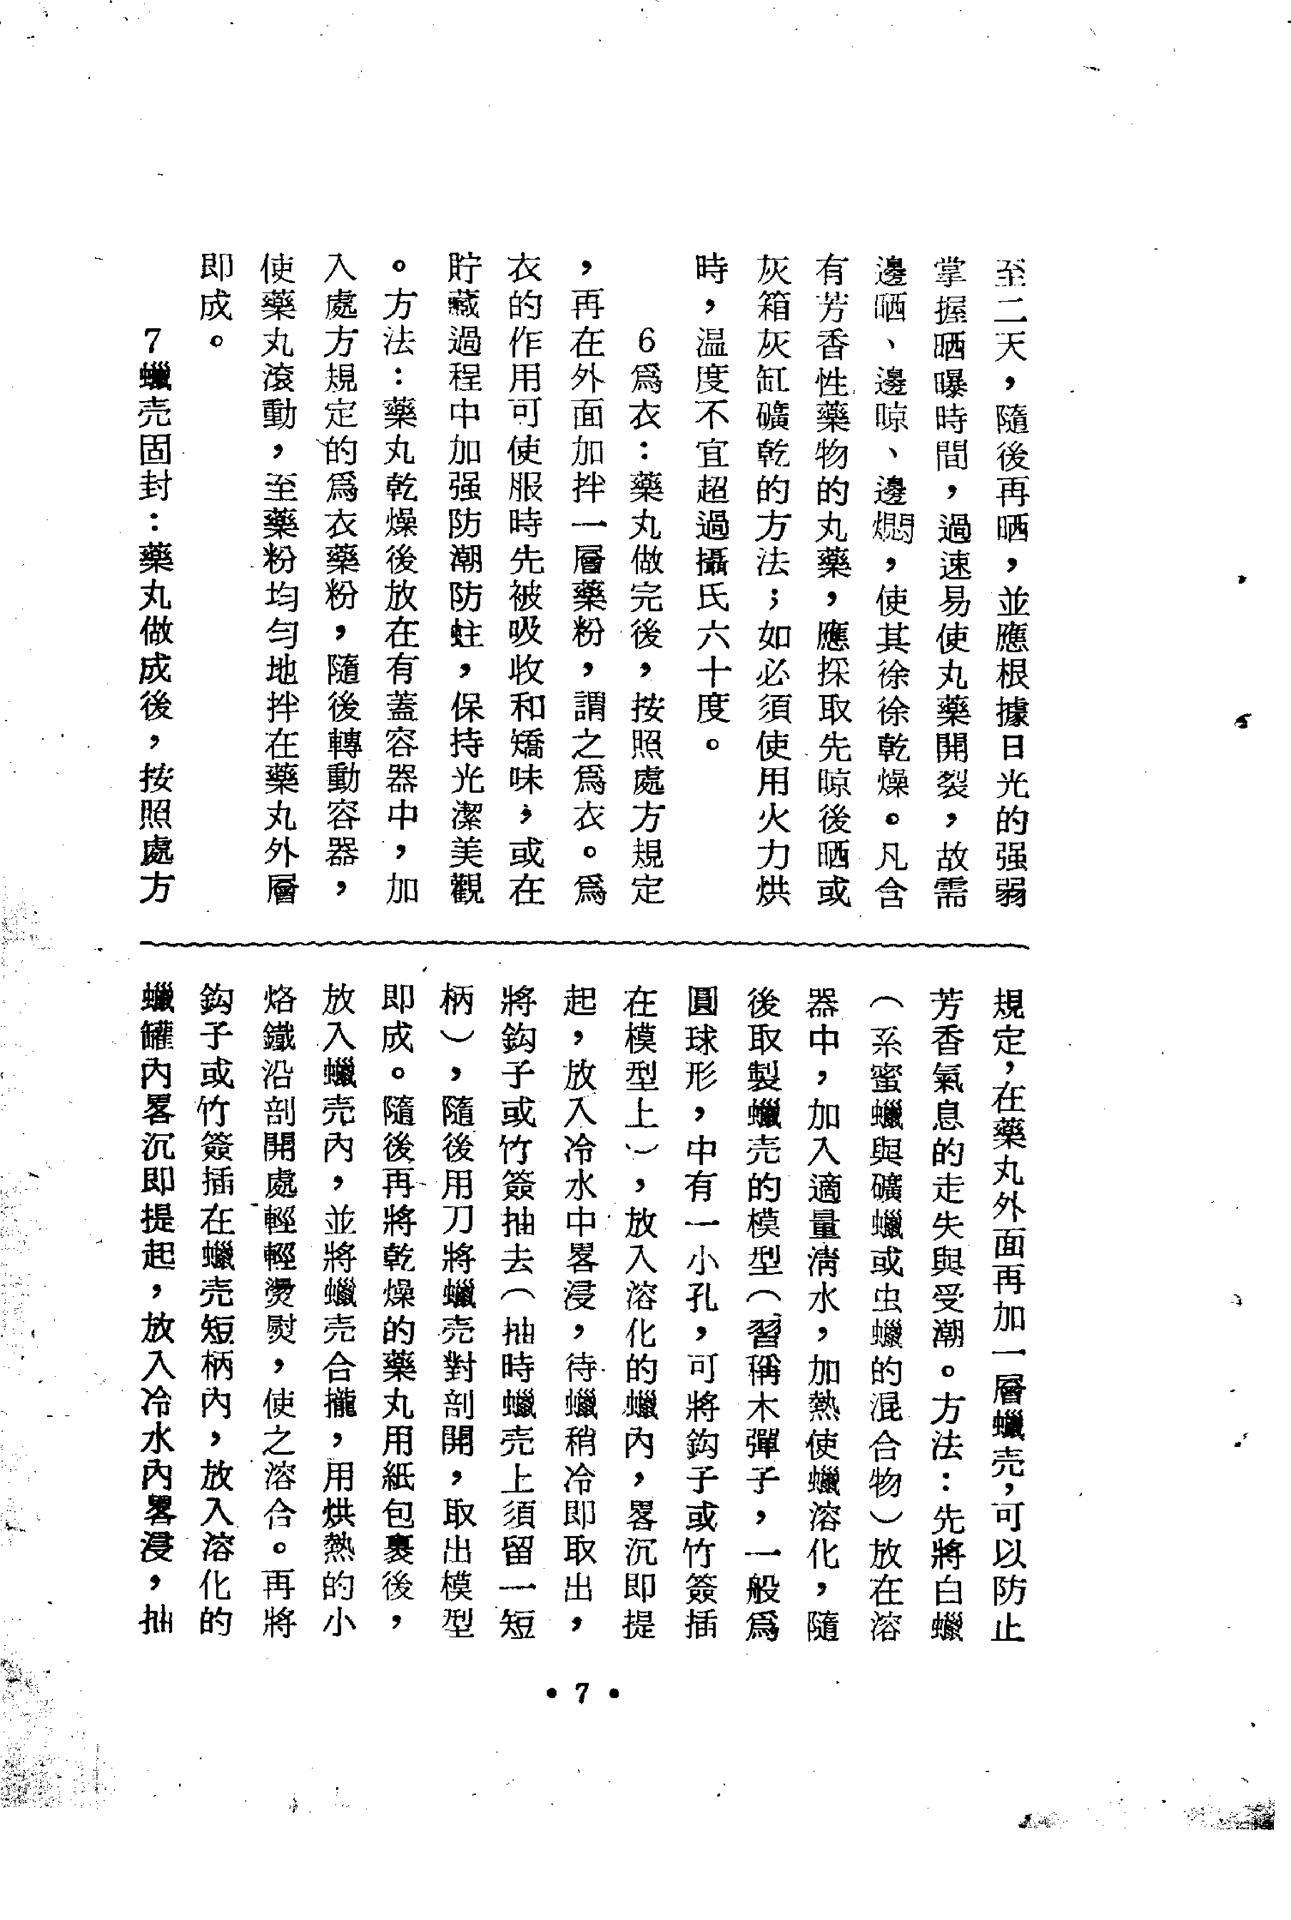 至二天，隨後再晒，並應根據日光的强弱
掌握晒曝時間，過速易使丸藥開裂，故需
邊晒、邊晾、邊燜，使其徐徐乾燥。凡含
有芳香性藥物的丸藥，應採取先晾後晒或
灰箱灰缸礦乾的方法；如必須使用火力烘
時，温度不宜超過攝氏六十度。
6爲衣：藥丸做完後，按照處方規定
，再在外面加拌一層藥粉，謂之爲衣。爲
衣的作用可使服時先被吸收和矯味，或在
貯藏過程中加强防潮防蛀，保持光潔美觀
。方法：藥丸乾燥後放在有蓋容器中，加
入處方規定的爲衣藥粉，隨後轉動容器，
使藥丸滾動，至藥粉均勻地拌在藥丸外層
即成。
7蠟壳固封：藥丸做成後，按照處方
規定，在藥丸外面再加一層蠟壳，可以防止
芳香氣息的走失與受潮。方法：先將白蠟
（系蜜蠟與礦蠟或虫蠟的混合物）放在溶
器中，加入適量淸水，加熱使蠟溶化，隨
後取製蠟壳的模型（習稱木彈子，一般爲
圓球形，中有一小孔，可將鈎子或竹簽插
在模型上），放入溶化的蠟內，畧沉即提
起，放入冷水中畧浸，待蠟稍冷即取出，
將鈎子或竹簽抽去（抽時蠟壳上須留一短
柄），隨後用刀將蠟壳對剖開，取出模型
即成。隨後再將乾燥的藥丸用紙包裹後，
放入蠟壳內，並將蠟壳合攏，用烘熱的小
烙鐵沿剖開處輕輕燙熨，使之溶合。再將
鈎子或竹簽插在蠟壳短柄內，放入溶化的
蠟罐內畧沉即提起，放入冷水內畧浸，抽
• 7 •